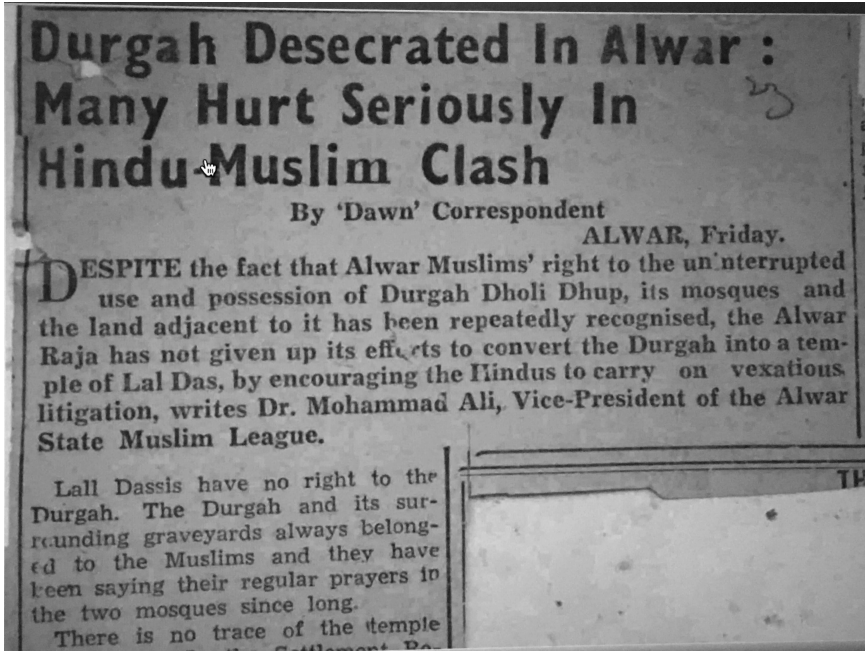 Durgah Desecrated In Alwar :
Many Hurt Seriously In
Hindu-Muslim Clash
By 'Dawn' Correspondent
ALWAR, Friday.
DESPITE the fact that Alwar Muslims' right to the un'nterrupted
use and possession of Durgah Dholi Dhup, its mosques and
the land adjacent to it has been repeatedly recognised, the Alwar
Raja has not given up its efforts to convert the Durgah into a tem-
ple of Lal Das, by encouraging the Hindus to carry on vexatious
litigation, writes Dr. Mohammad Ali, Vice-President of the Alwar
State Muslim League.
Lall Dassis have no right to the
Durgah. The Durgah and its sur-
rounding graveyards always belong-
ed to the Muslims and they have
been saying their regular prayers in
the two mosques since long.
There is no trace of the temple
TH